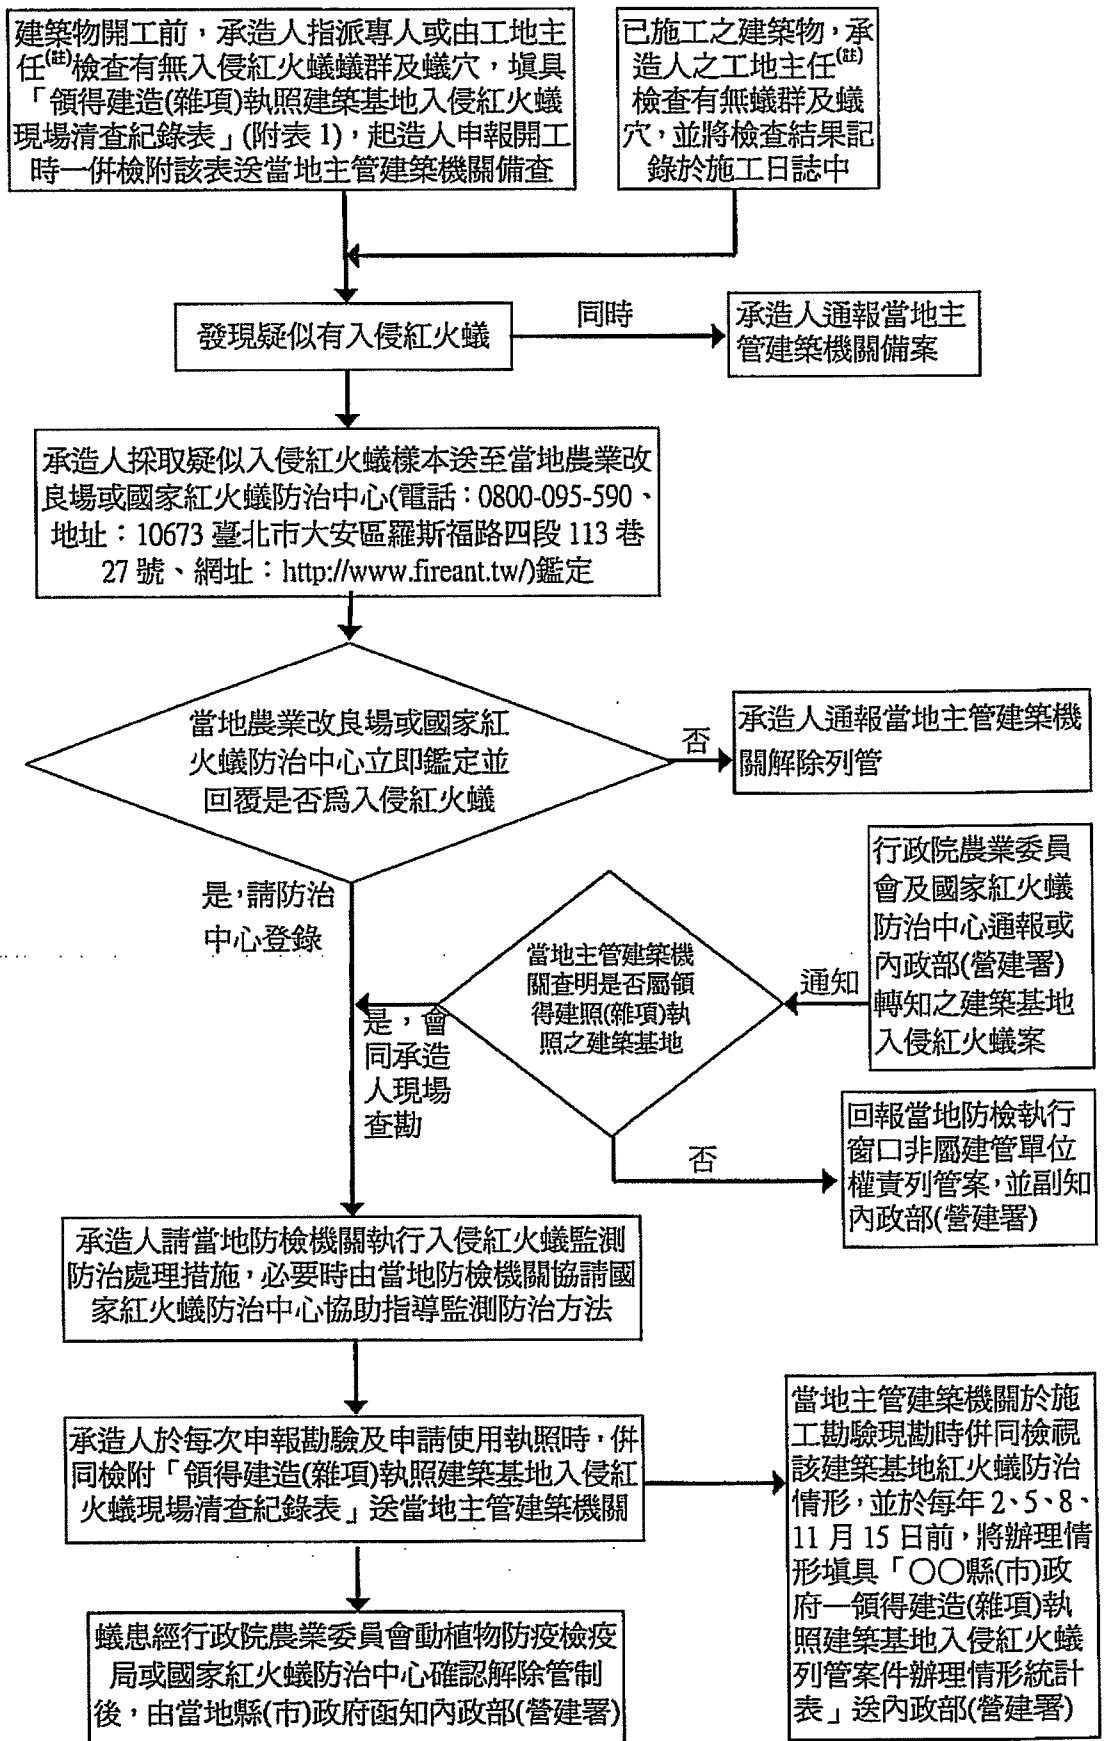 建築物開工前，承造人指派專人或由工地主
任(註)檢查有無入侵紅火蟻蟻群及蟻穴，填具
「領得建造(雜項)執照建築基地入侵紅火蟻
現場清查紀錄表」(附表 1)，起造人申報開工
時一併檢附該表送當地主管建築機關備查
已施工之建築物，承
造人之工地主任(註)
檢查有無蟻群及蟻
穴，並將檢查結果記
錄於施工日誌中
發現疑似有入侵紅火蟻
同時
承造人通報當地主
管建築機關備案
承造人採取疑似入侵紅火蟻樣本送至當地農業改
良場或國家紅火蟻防治中心(電話：0800-095-590、
地址：10673 臺北市大安區羅斯福路四段 113 巷
27 號、網址：http://www.fireant.tw/)鑑定
當地農業改良場或國家紅
火蟻防治中心立即鑑定並
回覆是否為入侵紅火蟻
否
承造人通報當地主管建築機
關解除列管
是，請防治
中心登錄
行政院農業委員
會及國家紅火蟻
防治中心通報或
內政部(營建署)
轉知之建築基地
入侵紅火蟻案
通知
當地主管建築機
關查明是否屬領
得建照(雜項)執
照之建築基地
是，會
同承造
人現場
查勘
否
回報當地防檢執行
窗口非屬建管單位
權責列管案，並副知
內政部(營建署)
承造人請當地防檢機關執行入侵紅火蟻監測
防治處理措施，必要時由當地防檢機關協請國
家紅火蟻防治中心協助指導監測防治方法
承造人於每次申報勘驗及申請使用執照時，併
同檢附「領得建造(雜項)執照建築基地入侵紅
火蟻現場清查紀錄表」送當地主管建築機關
當地主管建築機關於施
工勘驗現勘時併同檢視
該建築基地紅火蟻防治
情形，並於每年 2、5、8、
11 月 15 日前，將辦理情
形填具「〇〇縣(市)政
府—領得建造(雜項)執
照建築基地入侵紅火蟻
列管案件辦理情形統計
表」送內政部(營建署)
蟻患經行政院農業委員會動植物防疫檢疫
局或國家紅火蟻防治中心確認解除管制
後，由當地縣(市)政府函知內政部(營建署)